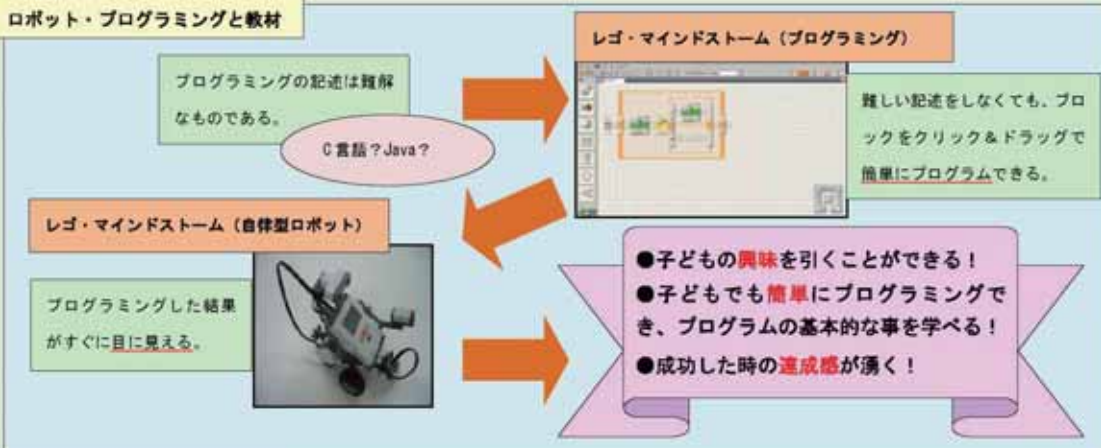 ロボット・プログラミングと教材
プログラミングの記述は難解
なものである。
C言語?Java?
レゴ・マインドストーム(プログラミング)
難しい記述をしなくても、ブロ
ックをクリック&ドラッグで
簡単にプログラムできる。
レゴ・マインドストーム(自律型ロボット)
プログラミングした結果
がすぐに目に見える。
●子どもの興味を引くことができる!
●子どもでも簡単にプログラミングで
き、プログラムの基本的な事を学べる!
●成功した時の達成感が湧く!